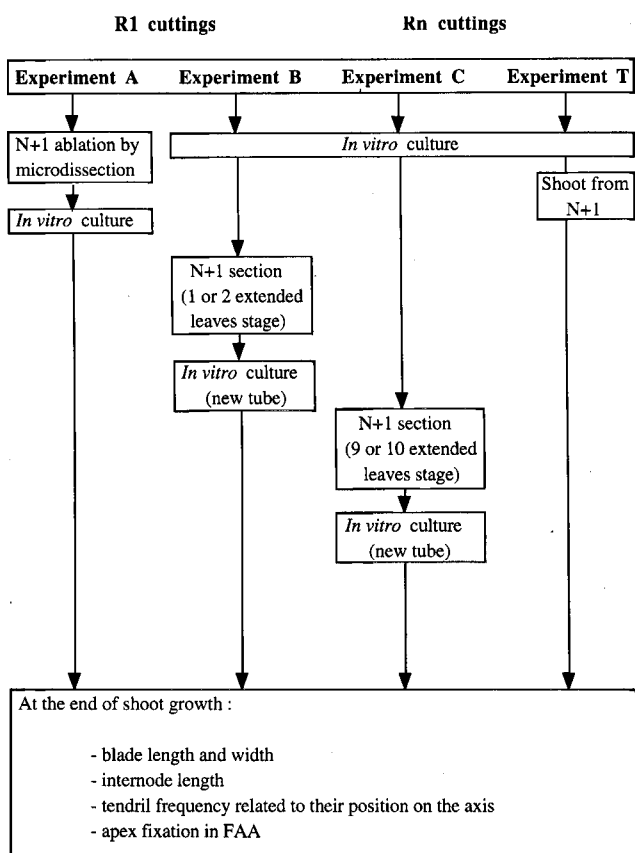 R1 cuttings Rn cuttings
Experiment A Experiment B Experiment C Experiment T
N+1 ablation by
microdissection
In vitro culture
In vitro culture
Shoot from
N+1
N+1 section
(1 or 2 extended
leaves stage)
In vitro culture
(new tube)
N+1 section
(9 or 10 extended
leaves stage)
In vitro culture
(new tube)
At the end of shoot growth :
- blade length and width
- internode length
- tendril frequency related to their position on the axis
- apex fixation in FAA